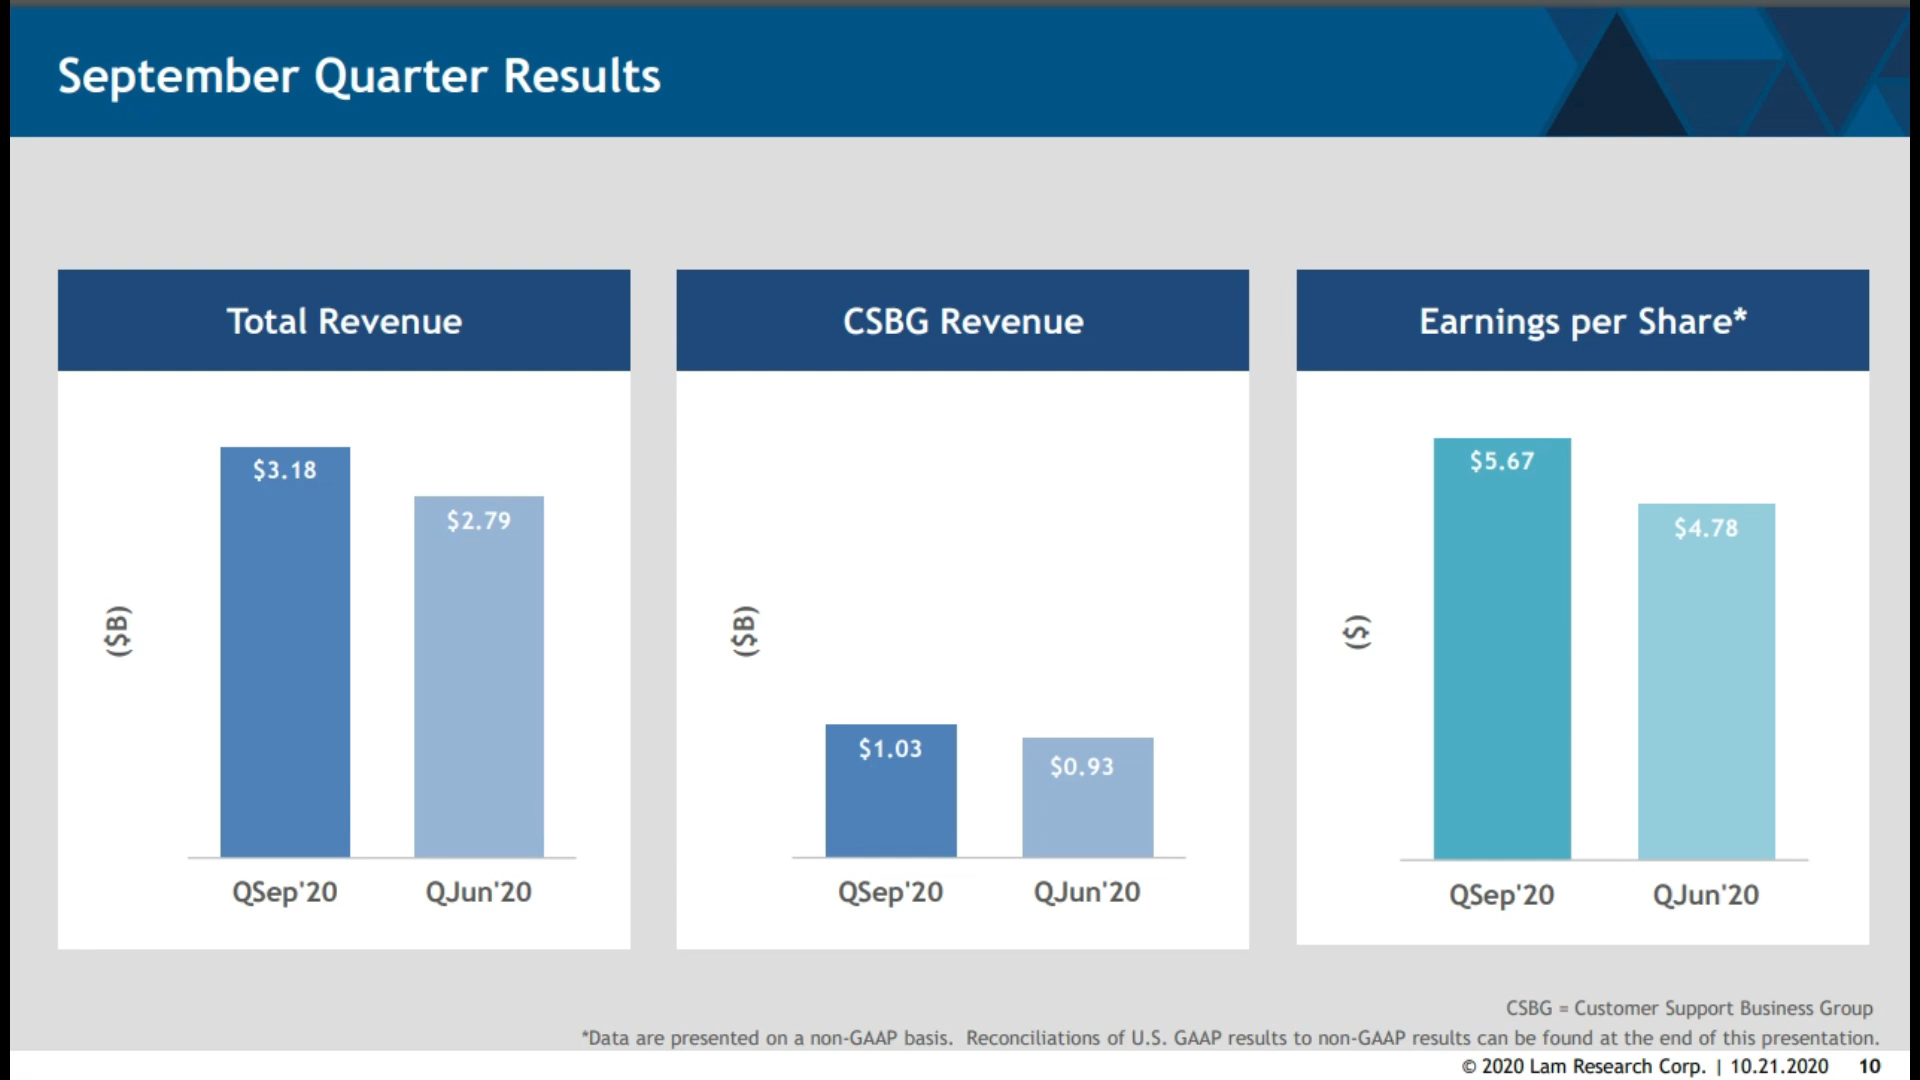 September Quarter Results
Total Revenue
($B)
$3.18
$2.79
QSep'20
QJun'20
CSBG Revenue
($B)
$1.03
$0.93
QSep'20
QJun'20
Earnings per Share*
($)
$5.67
$4.78
QSep'20
QJun'20
CSBG = Customer Support Business Group
*Data are presented on a non-GAAP basis. Reconciliations of U.S. GAAP results to non-GAAP results can be found at the end of this presentation.
© 2020 Lam Research Corp. | 10.21.2020 10